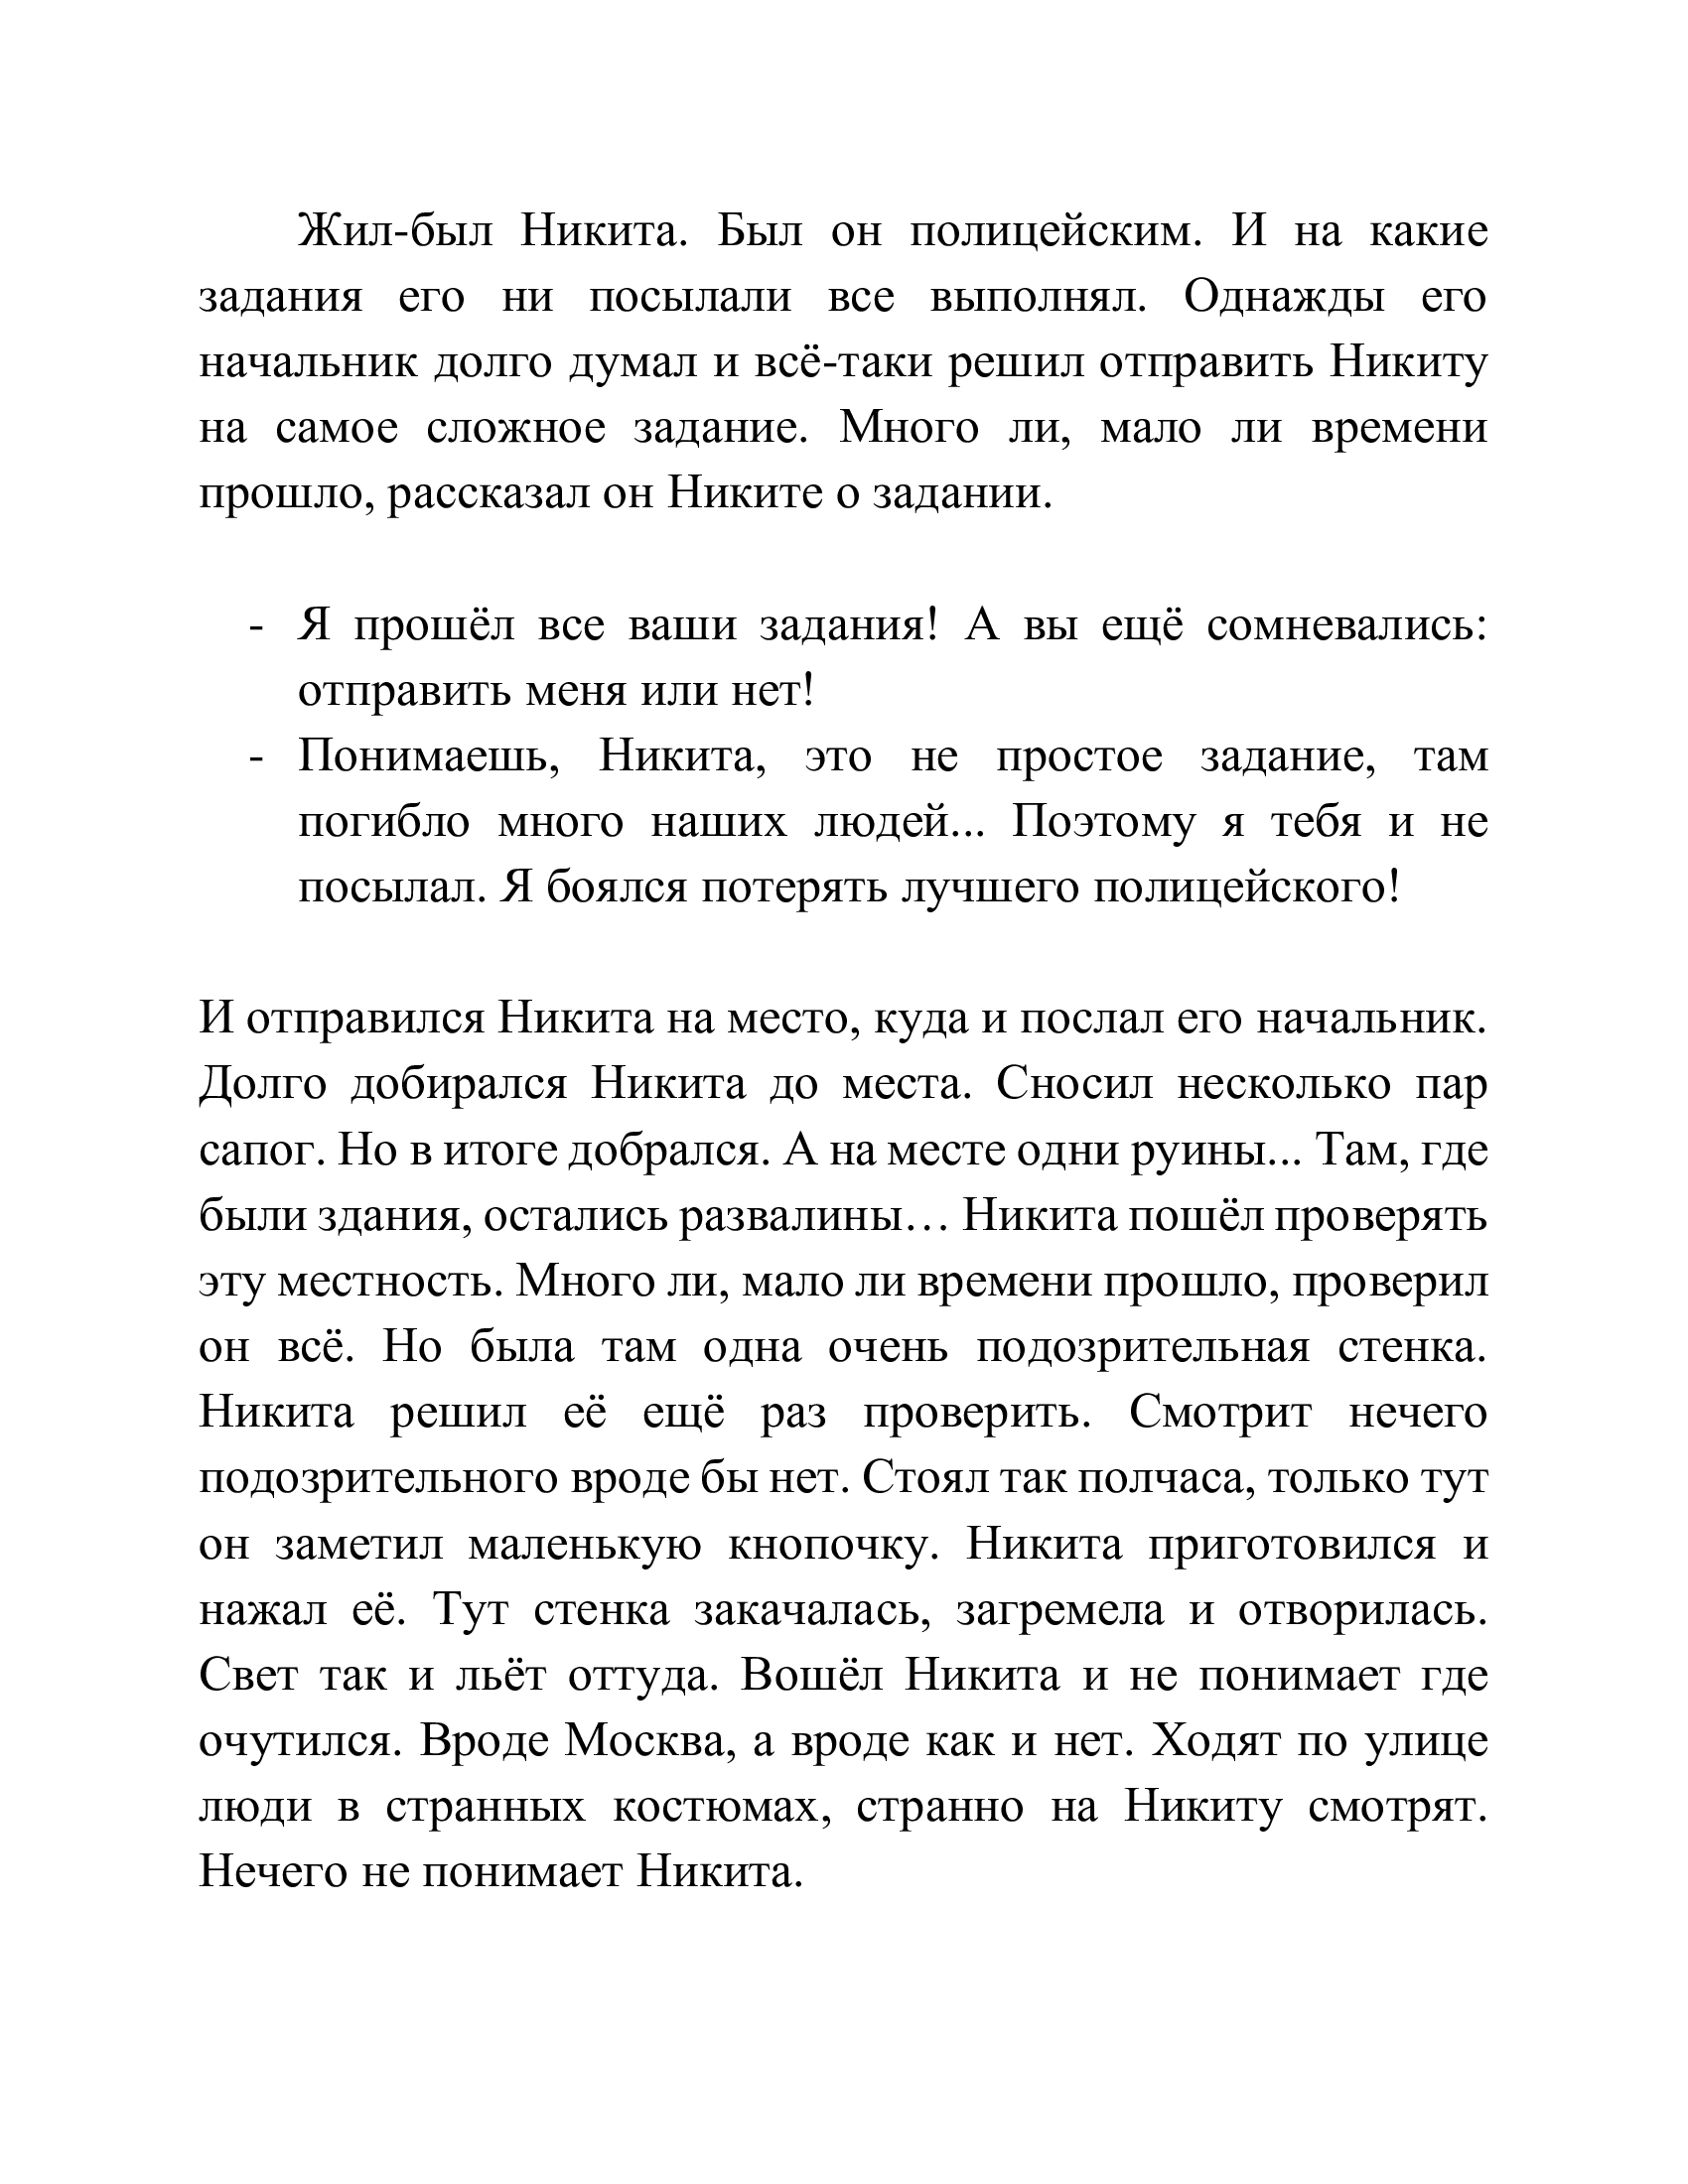 Жил-был Никита. Был он полицейским. И на какие
задания его ни посылали все выполнял. Однажды его
начальник долго думал и всё-таки решил отправить Никиту
на самое сложное задание. Много ли, мало ли времени
прошло, рассказал он Никите о задании.
- Я прошёл все ваши задания! А вы ещё сомневались:
отправить меня или нет!
- Понимаешь, Никита, это не простое задание, там
погибло много наших людей... Поэтому я тебя и не
посылал. Я боялся потерять лучшего полицейского!
И отправился Никита на место, куда и послал его начальник.
Долго добирался Никита до места. Сносил несколько пар
сапог. Но в итоге добрался. А на месте одни руины... Там, где
были здания, остались развалины… Никита пошёл проверять
эту местность. Много ли, мало ли времени прошло, проверил
он всё. Но была там одна очень подозрительная стенка.
Никита решил её ещё раз проверить. Смотрит нечего
подозрительного вроде бы нет. Стоял так полчаса, только тут
он заметил маленькую кнопочку. Никита приготовился и
нажал её. Тут стенка закачалась, загремела и отворилась.
Свет так и льёт оттуда. Вошёл Никита и не понимает где
очутился. Вроде Москва, а вроде как и нет. Ходят по улице
люди в странных костюмах, странно на Никиту смотрят.
Нечего не понимает Никита.